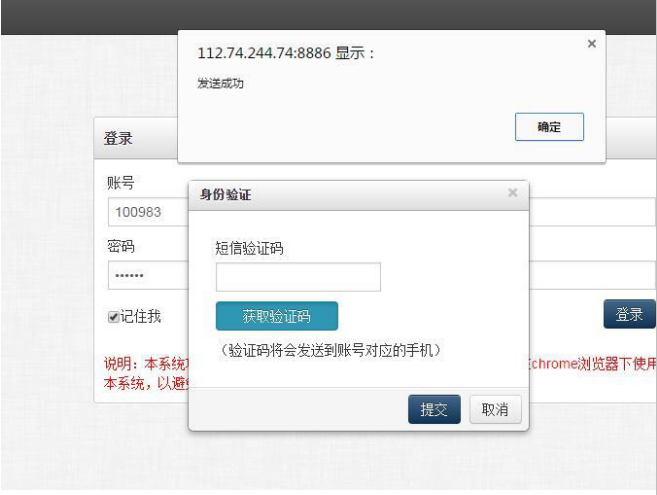 112.74.244.74:8886 显示：
×
发送成功
确定
登录
身份验证
×
账号
100983
短信验证码
密码
••••••
获取验证码
记住我
登录
（验证码将会发送到账号对应的手机）
说明：本系统
chrome浏览器下使用
本系统，以避
提交
取消